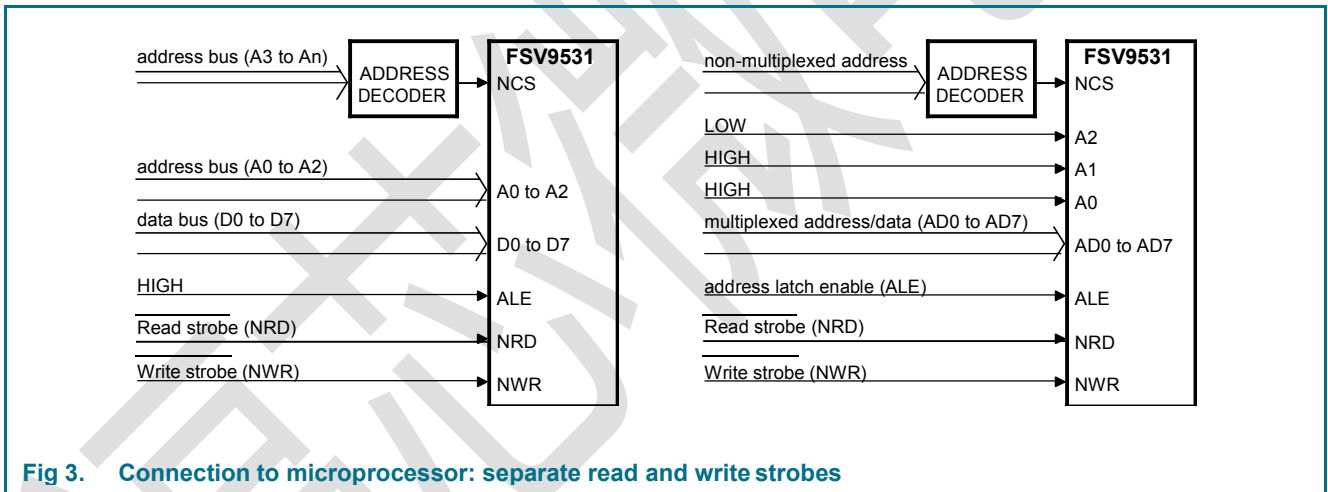 address bus (A3 to An)
ADDRESS
DECODER
FSV9531
NCS
address bus (A0 to A2)
A0 to A2
data bus (D0 to D7)
D0 to D7
HIGH
ALE
Read strobe (NRD)
NRD
Write strobe (NWR)
NWR
non-multiplexed address
ADDRESS
DECODER
FSV9531
NCS
LOW
A2
HIGH
A1
HIGH
A0
multiplexed address/data (AD0 to AD7)
AD0 to AD7
address latch enable (ALE)
ALE
Read strobe (NRD)
NRD
Write strobe (NWR)
NWR
Fig 3. Connection to microprocessor: separate read and write strobes